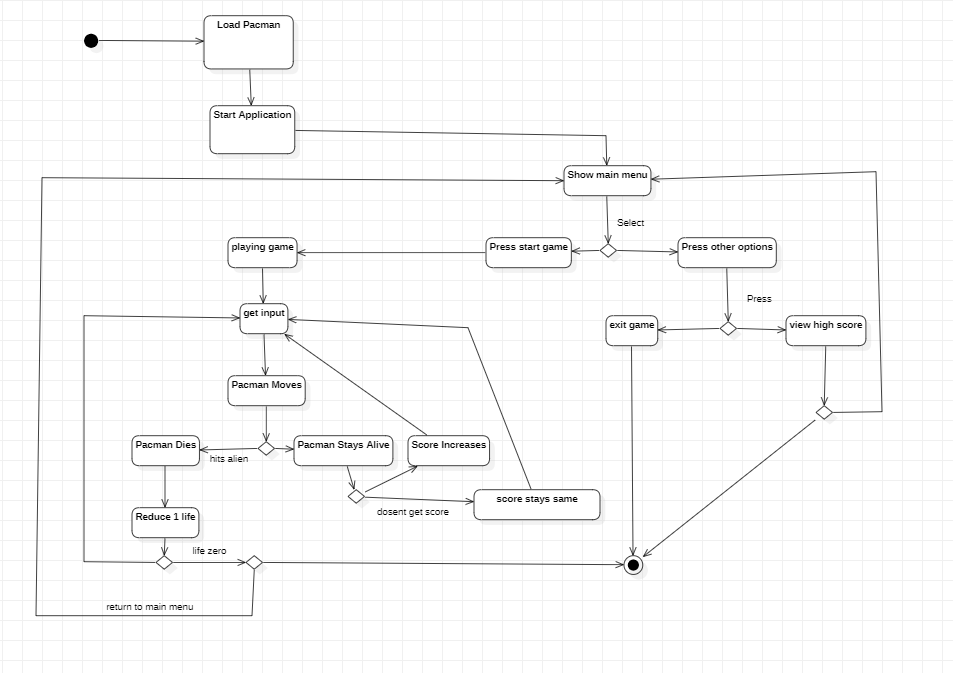 Load Pacman
Start Application
Show main menu
Select
playing game
Press start game
Press other options
Press
get input
exit game
view high score
Pacman Moves
Pacman Dies
hits alien
Pacman Stays Alive
Score Increases
score stays same
dosent get score
Reduce 1 life
life zero
return to main menu